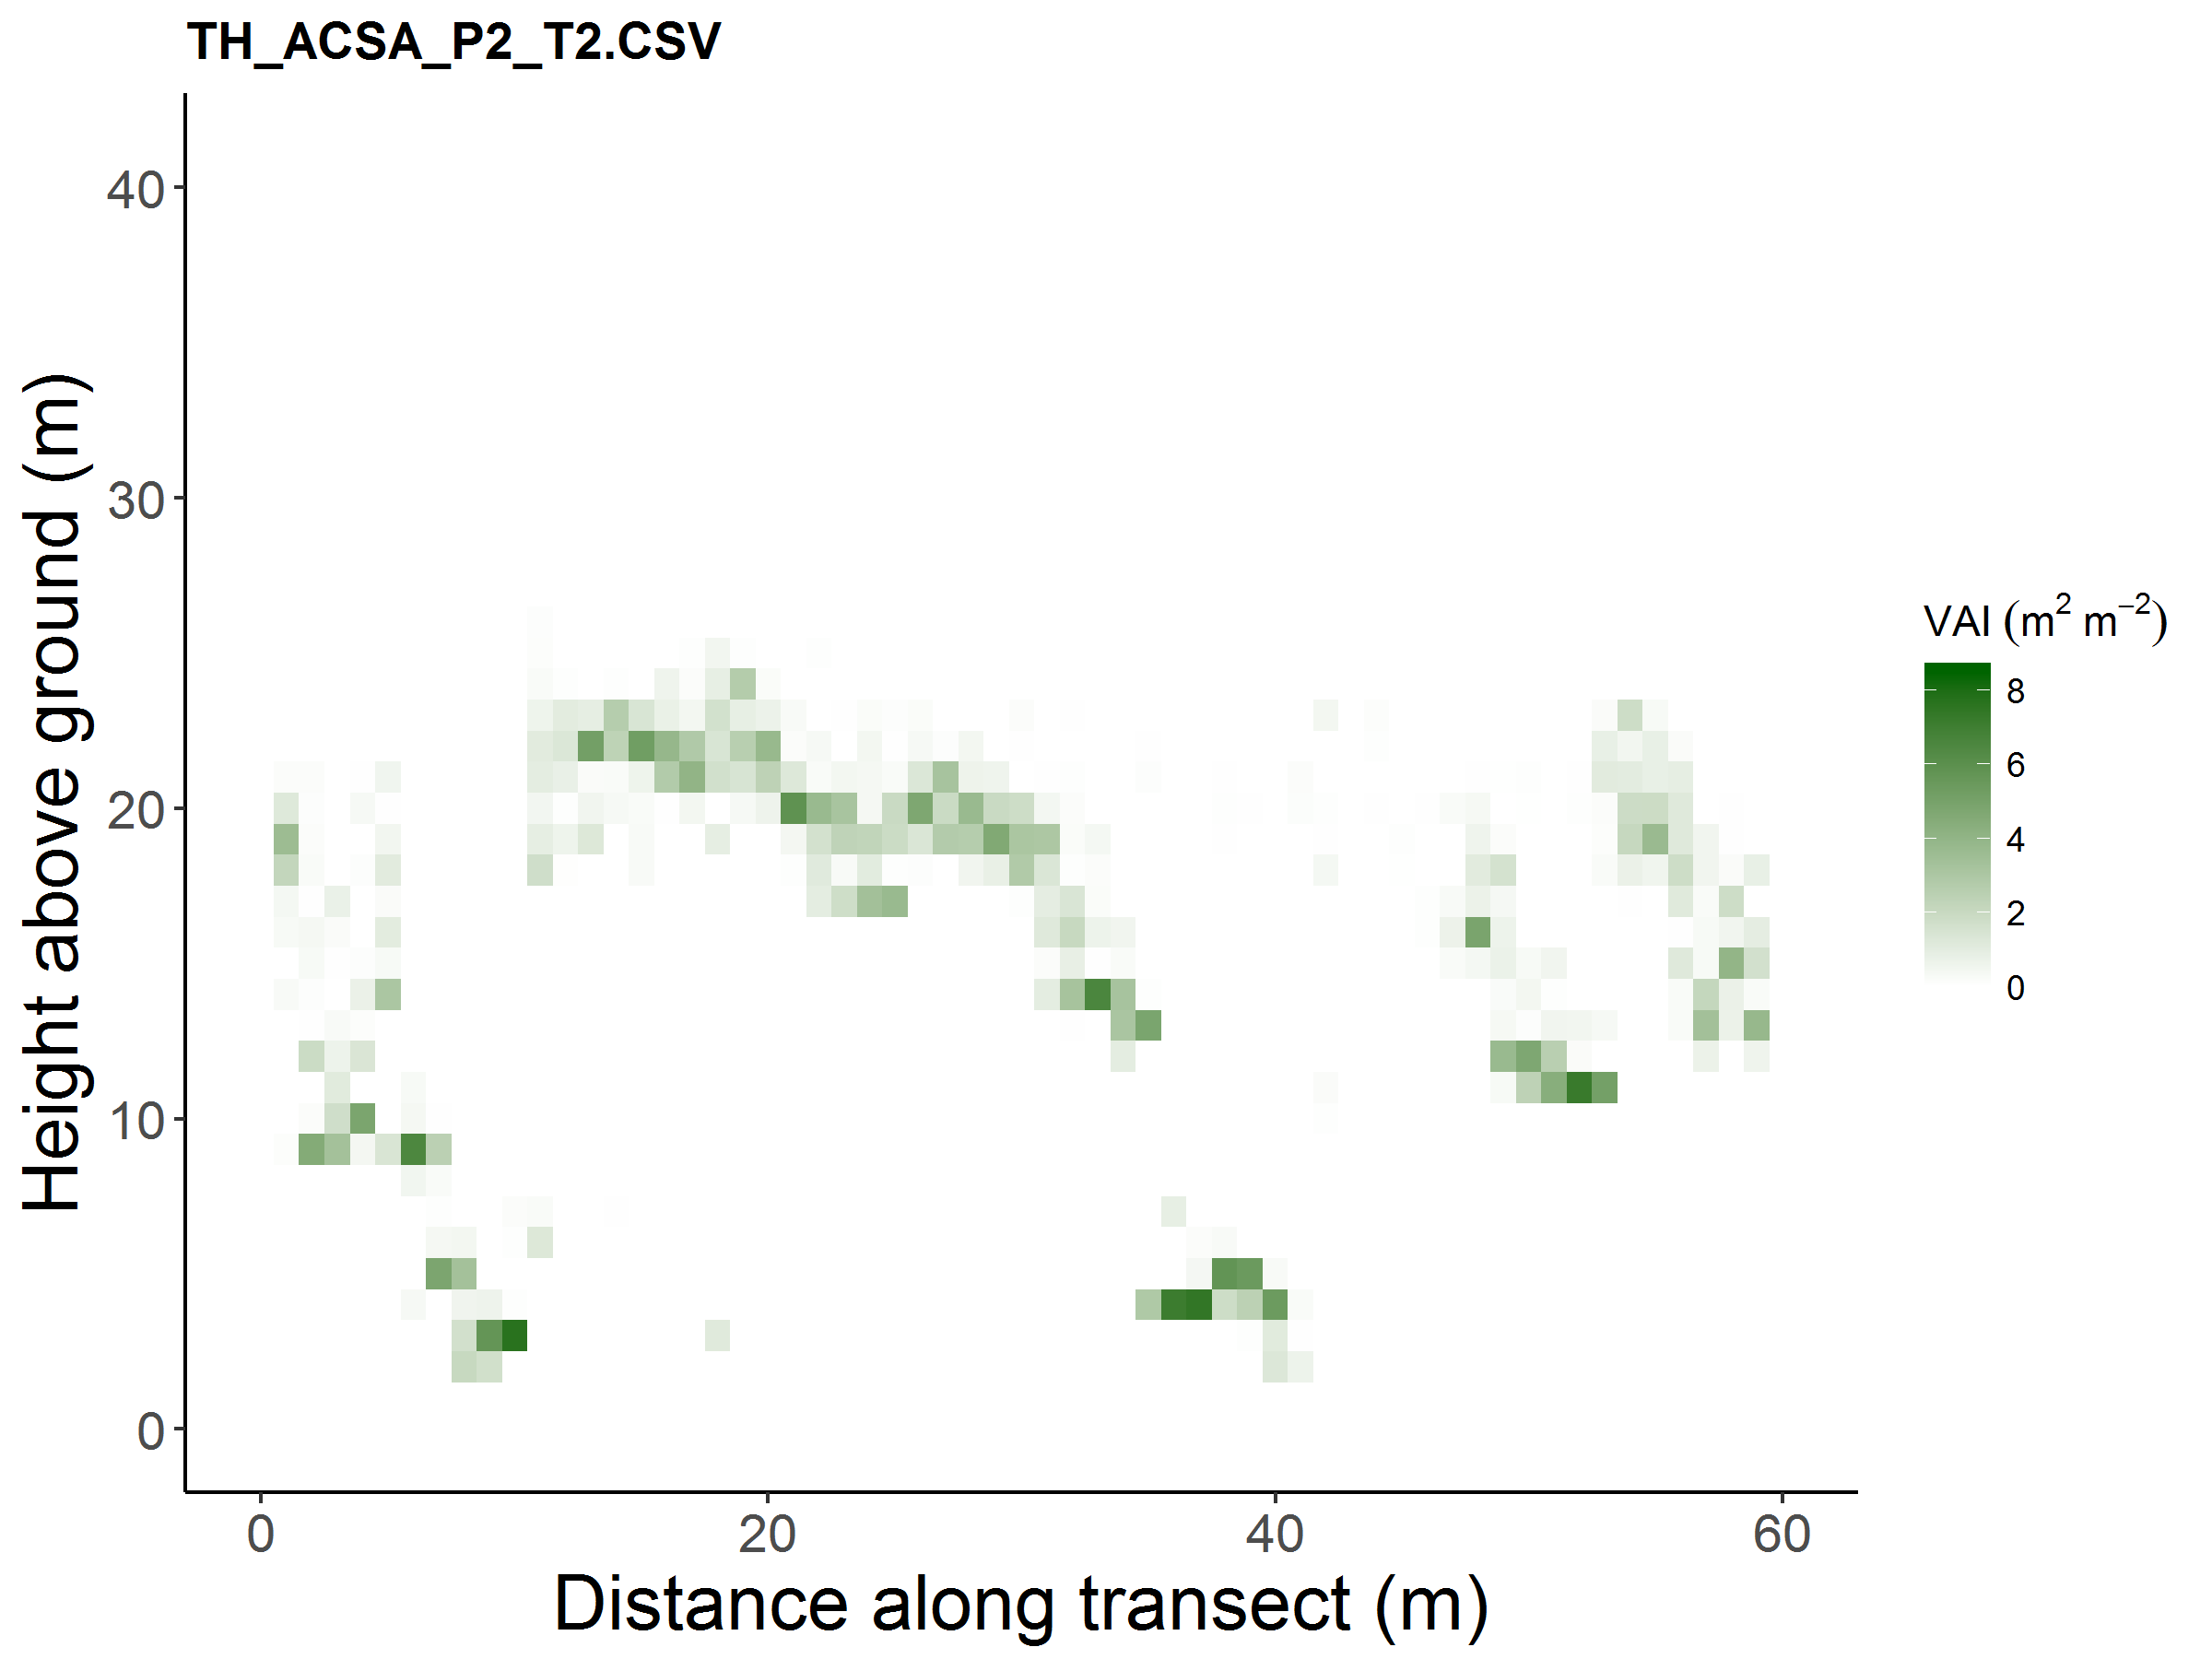 TH_ACSA_P2_T2.CSV
Height above ground (m)
40
30
20
10
0
0 20 40 60
Distance along transect (m)
VAI (m² m⁻²)
8
6
4
2
0